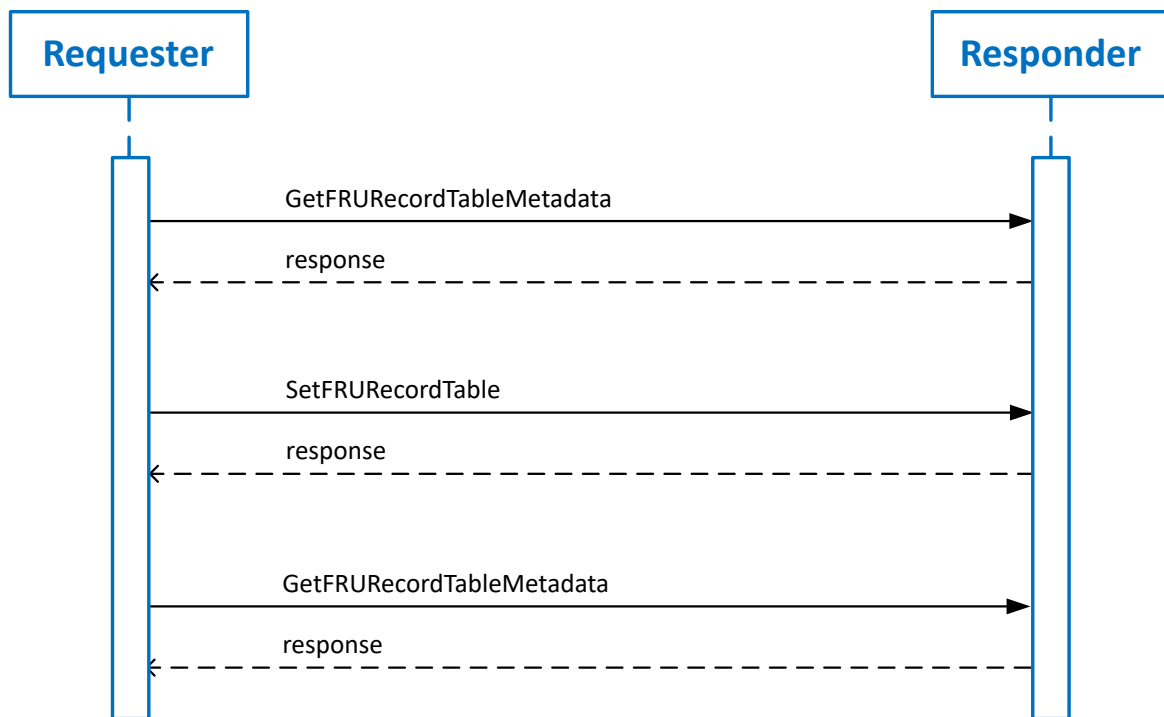 Requester
Responder
GetFRURecordTableMetadata
response
SetFRURecordTable
response
GetFRURecordTableMetadata
response